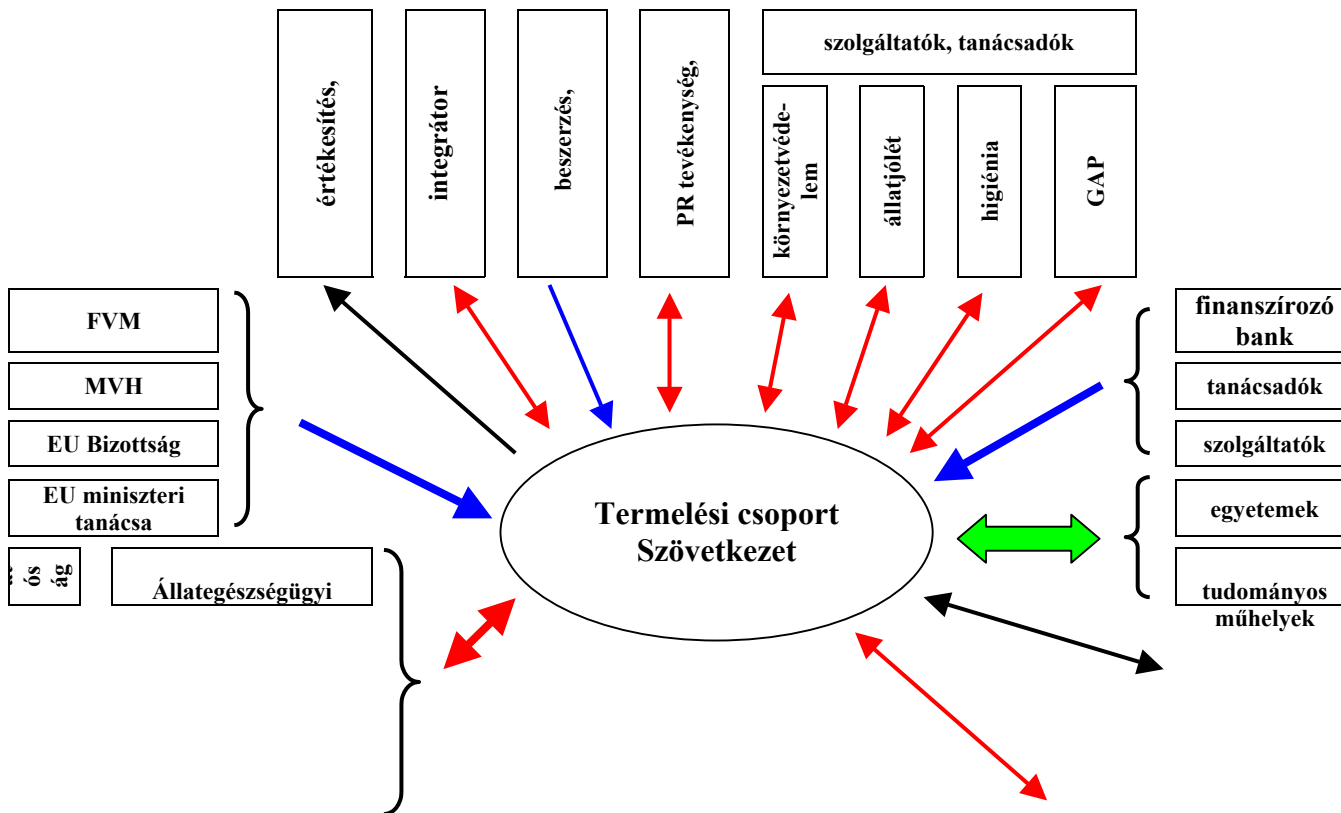 szolgáltatók, tanácsadók
értékesítés,
integrátor
beszerzés,
PR tevékenység,
környezetvéde-
lem
állatjólét
higiénia
GAP
FVM
MVH
EU Bizottság
EU miniszteri
tanácsa
ós
ág
Állategészségügyi
Termelési csoport
Szövetkezet
finanszírozó
bank
tanácsadók
szolgáltatók
egyetemek
tudományos
műhelyek